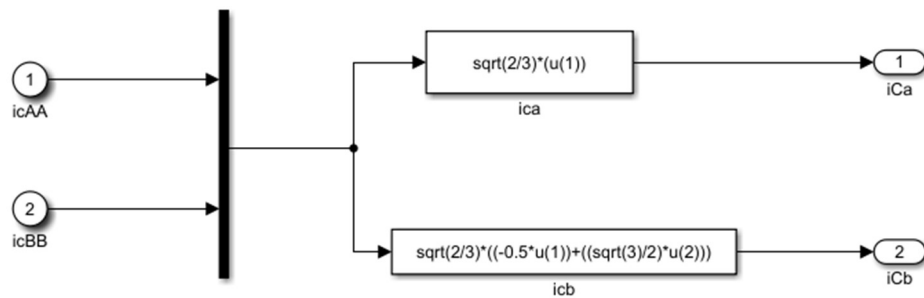 1
icAA
2
icBB
sqrt(2/3)*(u(1))
ica
sqrt(2/3)*((-0.5*u(1))+((sqrt(3)/2)*u(2)))
icb
1
iCa
2
iCb